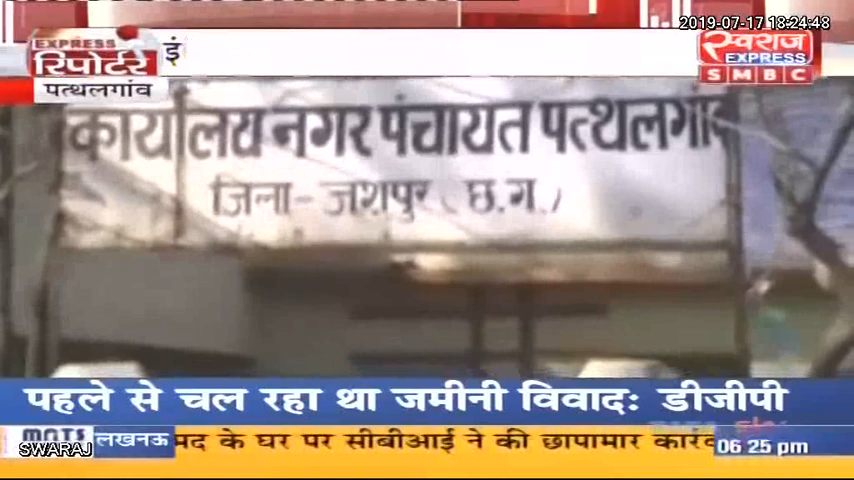 2019-07-17 18:24:48
EXPRESS
रिपोर्टर
इं
स्वराज
EXPRESS
SMBC
पत्थलगांव
कार्यालय नगर पंचायत पत्थलगांव
जिला - जशपुर ( छ.ग. )
पहले से चल रहा था जमीनी विवादः डीजीपी
लखनऊ
मद के घर पर सीबीआई ने की छापामार
SWARAJ
06 25 pm